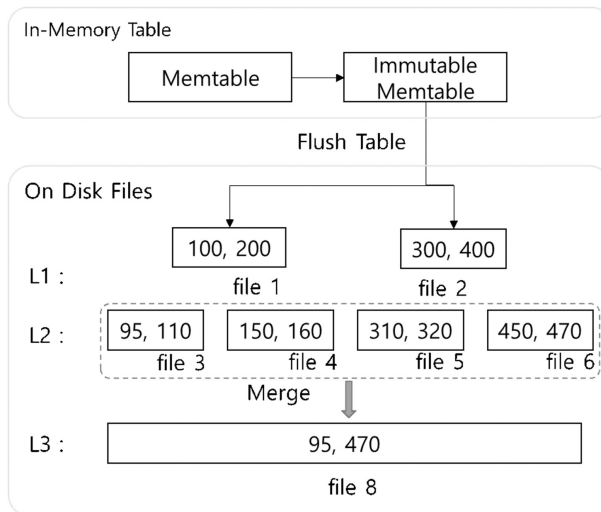 In-Memory Table
Memtable
Immutable
Memtable
Flush Table
On Disk Files
L1 :
100, 200
file 1
300, 400
file 2
L2 :
95, 110
file 3
150, 160
file 4
310, 320
file 5
450, 470
file 6
Merge
L3 :
95, 470
file 8